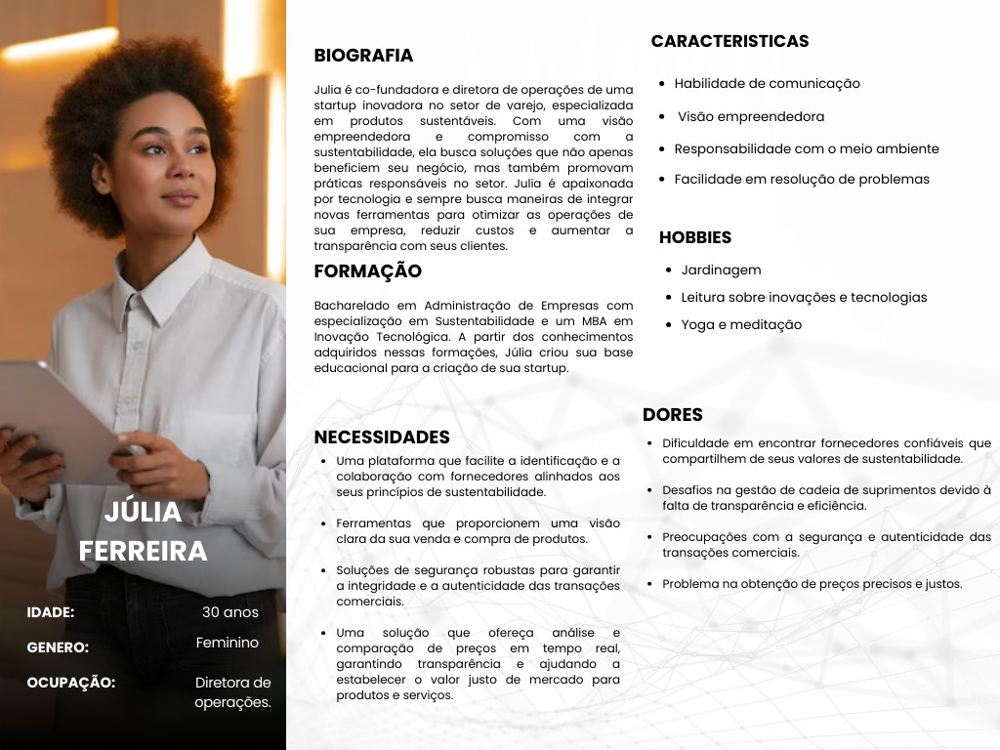 JÚLIA
FERREIRA
IDADE: 30 anos
GENERO: Feminino
OCUPAÇÃO: Diretora de
operações.
BIOGRAFIA
Julia é co-fundadora e diretora de operações de uma
startup inovadora no setor de varejo, especializada
em produtos sustentáveis. Com uma visão
empreendedora e compromisso com a
sustentabilidade, ela busca soluções que não apenas
beneficiem seu negócio, mas também promovam
práticas responsáveis no setor. Julia é apaixonada
por tecnologia e sempre busca maneiras de integrar
novas ferramentas para otimizar as operações de
sua empresa, reduzir custos e aumentar a
transparência com seus clientes.
FORMAÇÃO
Bacharelado em Administração de Empresas com
especialização em Sustentabilidade e um MBA em
Inovação Tecnológica. A partir dos conhecimentos
adquiridos nessas formações, Júlia criou sua base
educacional para a criação de sua startup.
NECESSIDADES
• Uma plataforma que facilite a identificação e a
colaboração com fornecedores alinhados aos
seus princípios de sustentabilidade.
• Ferramentas que proporcionem uma visão
clara da sua venda e compra de produtos.
• Soluções de segurança robustas para garantir
a integridade e a autenticidade das transações
comerciais.
• Uma solução que ofereça análise e
comparação de preços em tempo real,
garantindo transparência e ajudando a
estabelecer o valor justo de mercado para
produtos e serviços.
CARACTERISTICAS
• Habilidade de comunicação
• Visão empreendedora
• Responsabilidade com o meio ambiente
• Facilidade em resolução de problemas
HOBBIES
• Jardinagem
• Leitura sobre inovações e tecnologias
• Yoga e meditação
DORES
• Dificuldade em encontrar fornecedores confiáveis que
compartilhem de seus valores de sustentabilidade.
• Desafios na gestão de cadeia de suprimentos devido à
falta de transparência e eficiência.
• Preocupações com a segurança e autenticidade das
transações comerciais.
• Problema na obtenção de preços precisos e justos.